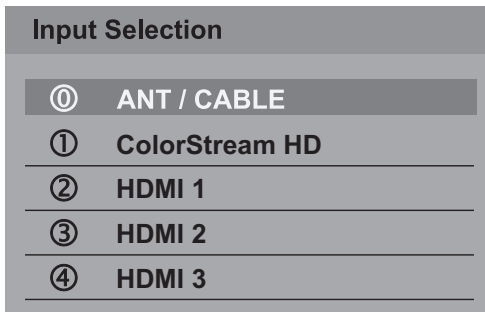 Input Selection
⓪ ANT / CABLE
① ColorStream HD
② HDMI 1
③ HDMI 2
④ HDMI 3